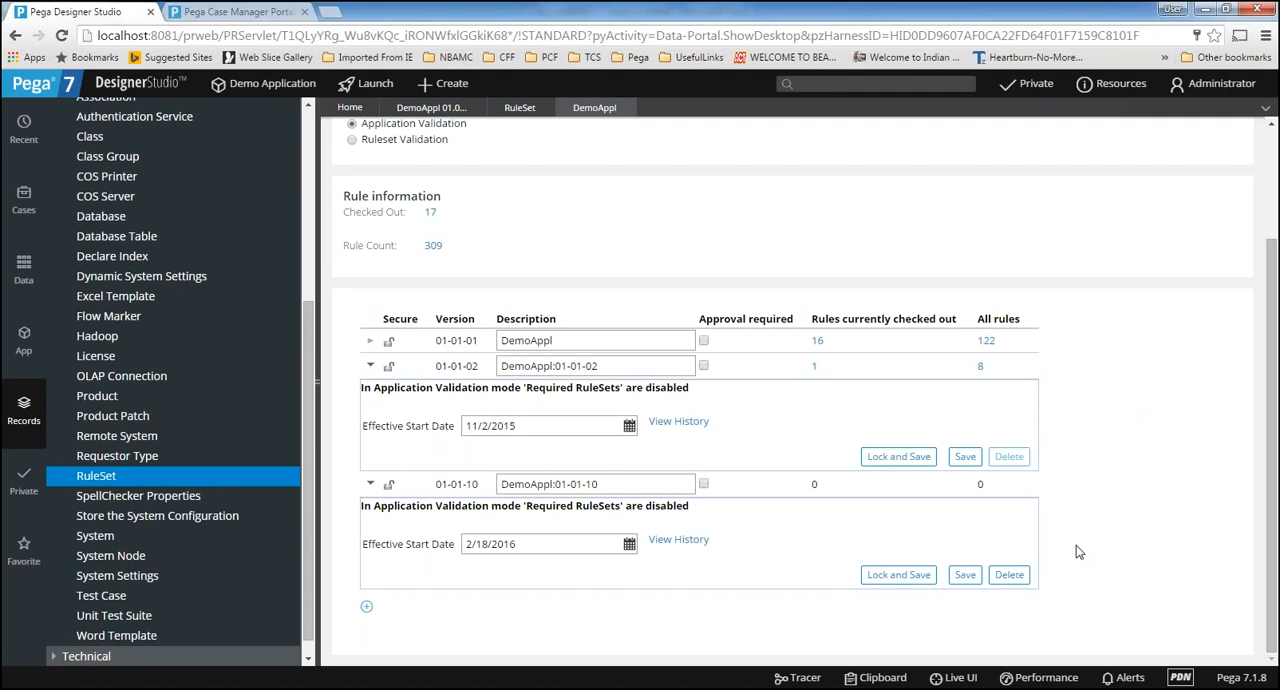 Pega Designer Studio
Pega Case Manager Porta
User
localhost:8081/prweb/PRServlet/T1QLyYRg_Wu8vKQc_iRONWfxlGGkiK68*/!STANDARD?pyActivity=Data-Portal.ShowDesktop&pzHarnessID=HID0DD9607AF0CA22FD64F01F7159C8101F
Apps Bookmarks Suggested Sites Web Slice Gallery Imported From IE NBAMC CFF PCF TCS Pega UsefulLinks WELCOME TO BEA... Welcome to Indian ... Heartburn-No-More... » Other bookmarks
Pega 7 DesignerStudio™ Demo Application Launch Create Private Resources Administrator
Home DemoAppl 01.0... RuleSet DemoAppl
Recent
Cases
Data
App
Records
Private
Favorite
Association
Authentication Service
Class
Class Group
COS Printer
COS Server
Database
Database Table
Declare Index
Dynamic System Settings
Excel Template
Flow Marker
Hadoop
License
OLAP Connection
Product
Product Patch
Remote System
Requestor Type
RuleSet
SpellChecker Properties
Store the System Configuration
System
System Node
System Settings
Test Case
Unit Test Suite
Word Template
Technical
Application Validation
Ruleset Validation
Rule information
Checked Out: 17
Rule Count: 309
Secure Version Description Approval required Rules currently checked out All rules
01-01-01 DemoAppl 16 122
01-01-02 DemoAppl:01-01-02 1 8
In Application Validation mode 'Required RuleSets' are disabled
Effective Start Date 11/2/2015 View History
Lock and Save Save Delete
01-01-10 DemoAppl:01-01-10 0 0
In Application Validation mode 'Required RuleSets' are disabled
Effective Start Date 2/18/2016 View History
Lock and Save Save Delete
Tracer Clipboard Live UI Performance Alerts PDN Pega 7.1.8